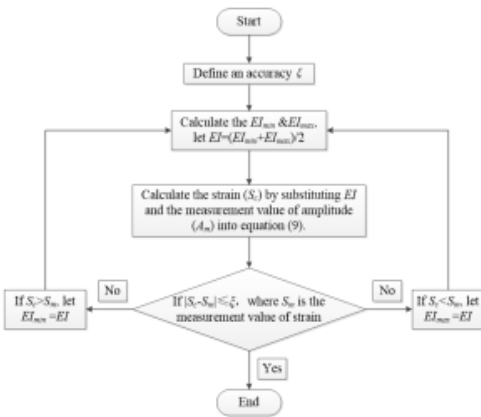 Start
Define an accuracy ξ
Calculate the EImin &EImax,
let EI=(EImin+EImax)/2
Calculate the strain (Sc) by substituting EI
and the measurement value of amplitude
(Am) into equation (9).
No
If |Sc-Sm|≤ξ, where Sm is the
measurement value of strain
No
If Sc>Sm, let
EImin =EI
If Sc<Sm, let
EImax =EI
Yes
End